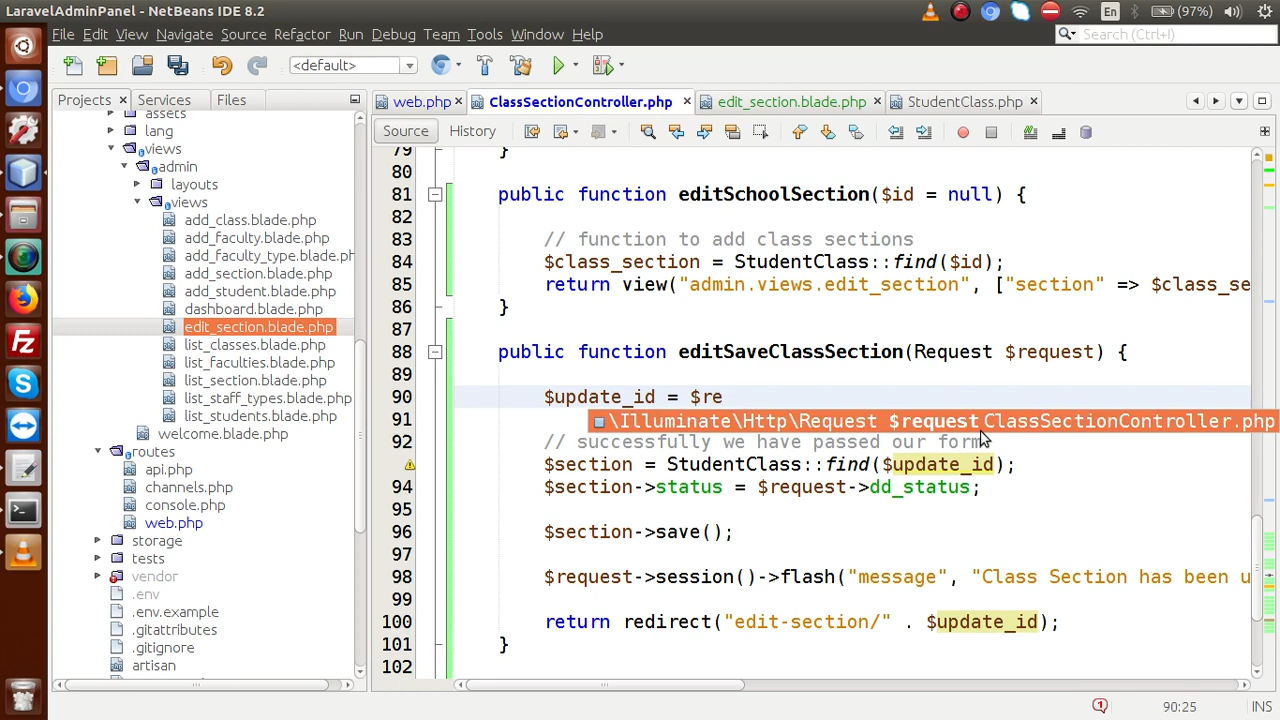 LaravelAdminPanel - NetBeans IDE 8.2
En
(97%)
File Edit View Navigate Source Refactor Run Debug Team Tools Window Help
Search (Ctrl+I)
<default>
Projects Services Files
web.php ClassSectionController.php edit_section.blade.php StudentClass.php
Source History
assets
lang
views
admin
layouts
views
add_class.blade.php
add_faculty.blade.php
add_faculty_type.blade.ph
add_section.blade.php
add_student.blade.php
dashboard.blade.php
edit_section.blade.php
list_classes.blade.php
list_faculties.blade.php
list_section.blade.php
list_staff_types.blade.php
list_students.blade.php
welcome.blade.php
routes
api.php
channels.php
console.php
web.php
storage
tests
vendor
.env
.env.example
.gitattributes
.gitignore
artisan
79 }
80
81 public function editSchoolSection($id = null) {
82
83 // function to add class sections
84 $class_section = StudentClass::find($id);
85 return view("admin.views.edit_section", ["section" => $class_se
86 }
87
88 public function editSaveClassSection(Request $request) {
89
90 $update_id = $re
91 \Illuminate\Http\Request $request ClassSectionController.php
92 // successfully we have passed our form
$section = StudentClass::find($update_id);
94 $section->status = $request->dd_status;
95
96 $section->save();
97
98 $request->session()->flash("message", "Class Section has been u
99
100 return redirect("edit-section/" . $update_id);
101 }
102
1 90:25 INS